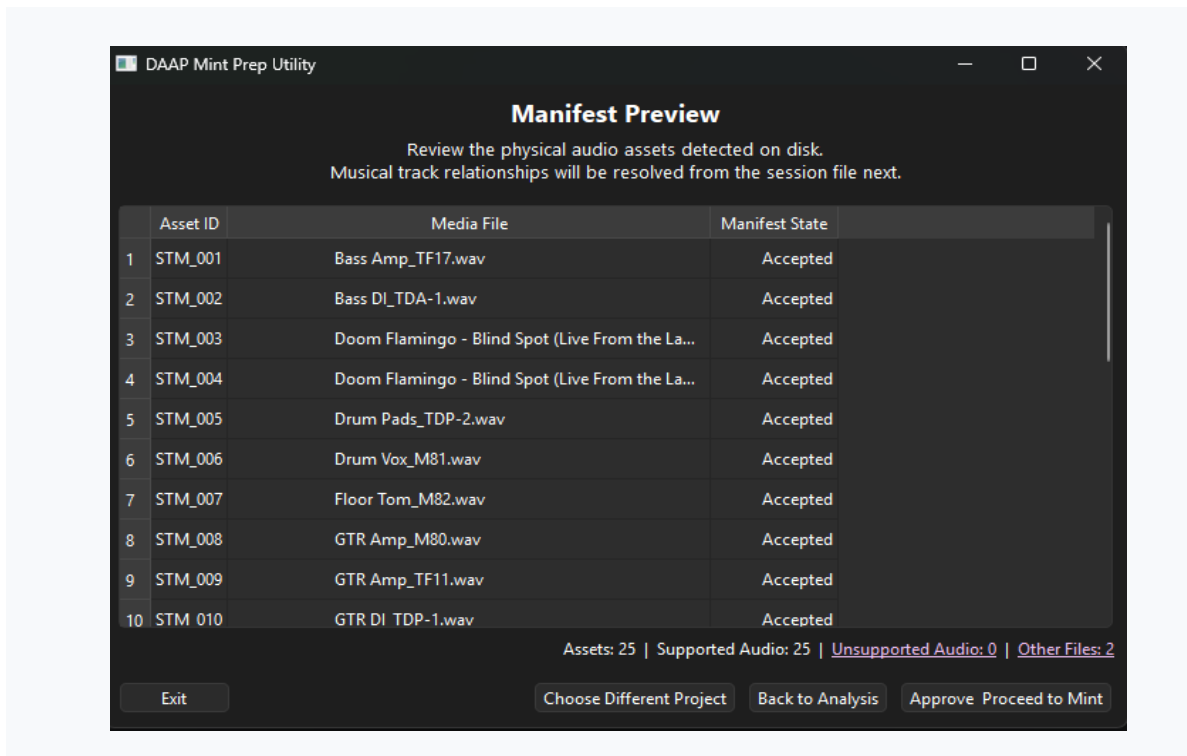 DAAP Mint Prep Utility
Manifest Preview
Review the physical audio assets detected on disk.
Musical track relationships will be resolved from the session file next.
Asset ID Media File Manifest State
1 STM_001 Bass Amp_TF17.wav Accepted
2 STM_002 Bass DI_TDA-1.wav Accepted
3 STM_003 Doom Flamingo - Blind Spot (Live From the La... Accepted
4 STM_004 Doom Flamingo - Blind Spot (Live From the La... Accepted
5 STM_005 Drum Pads_TDP-2.wav Accepted
6 STM_006 Drum Vox_M81.wav Accepted
7 STM_007 Floor Tom_M82.wav Accepted
8 STM_008 GTR Amp_M80.wav Accepted
9 STM_009 GTR Amp_TF11.wav Accepted
10 STM_010 GTR DI_TDP-1.wav Accepted
Assets: 25 | Supported Audio: 25 | Unsupported Audio: 0 | Other Files: 2
Exit Choose Different Project Back to Analysis Approve Proceed to Mint